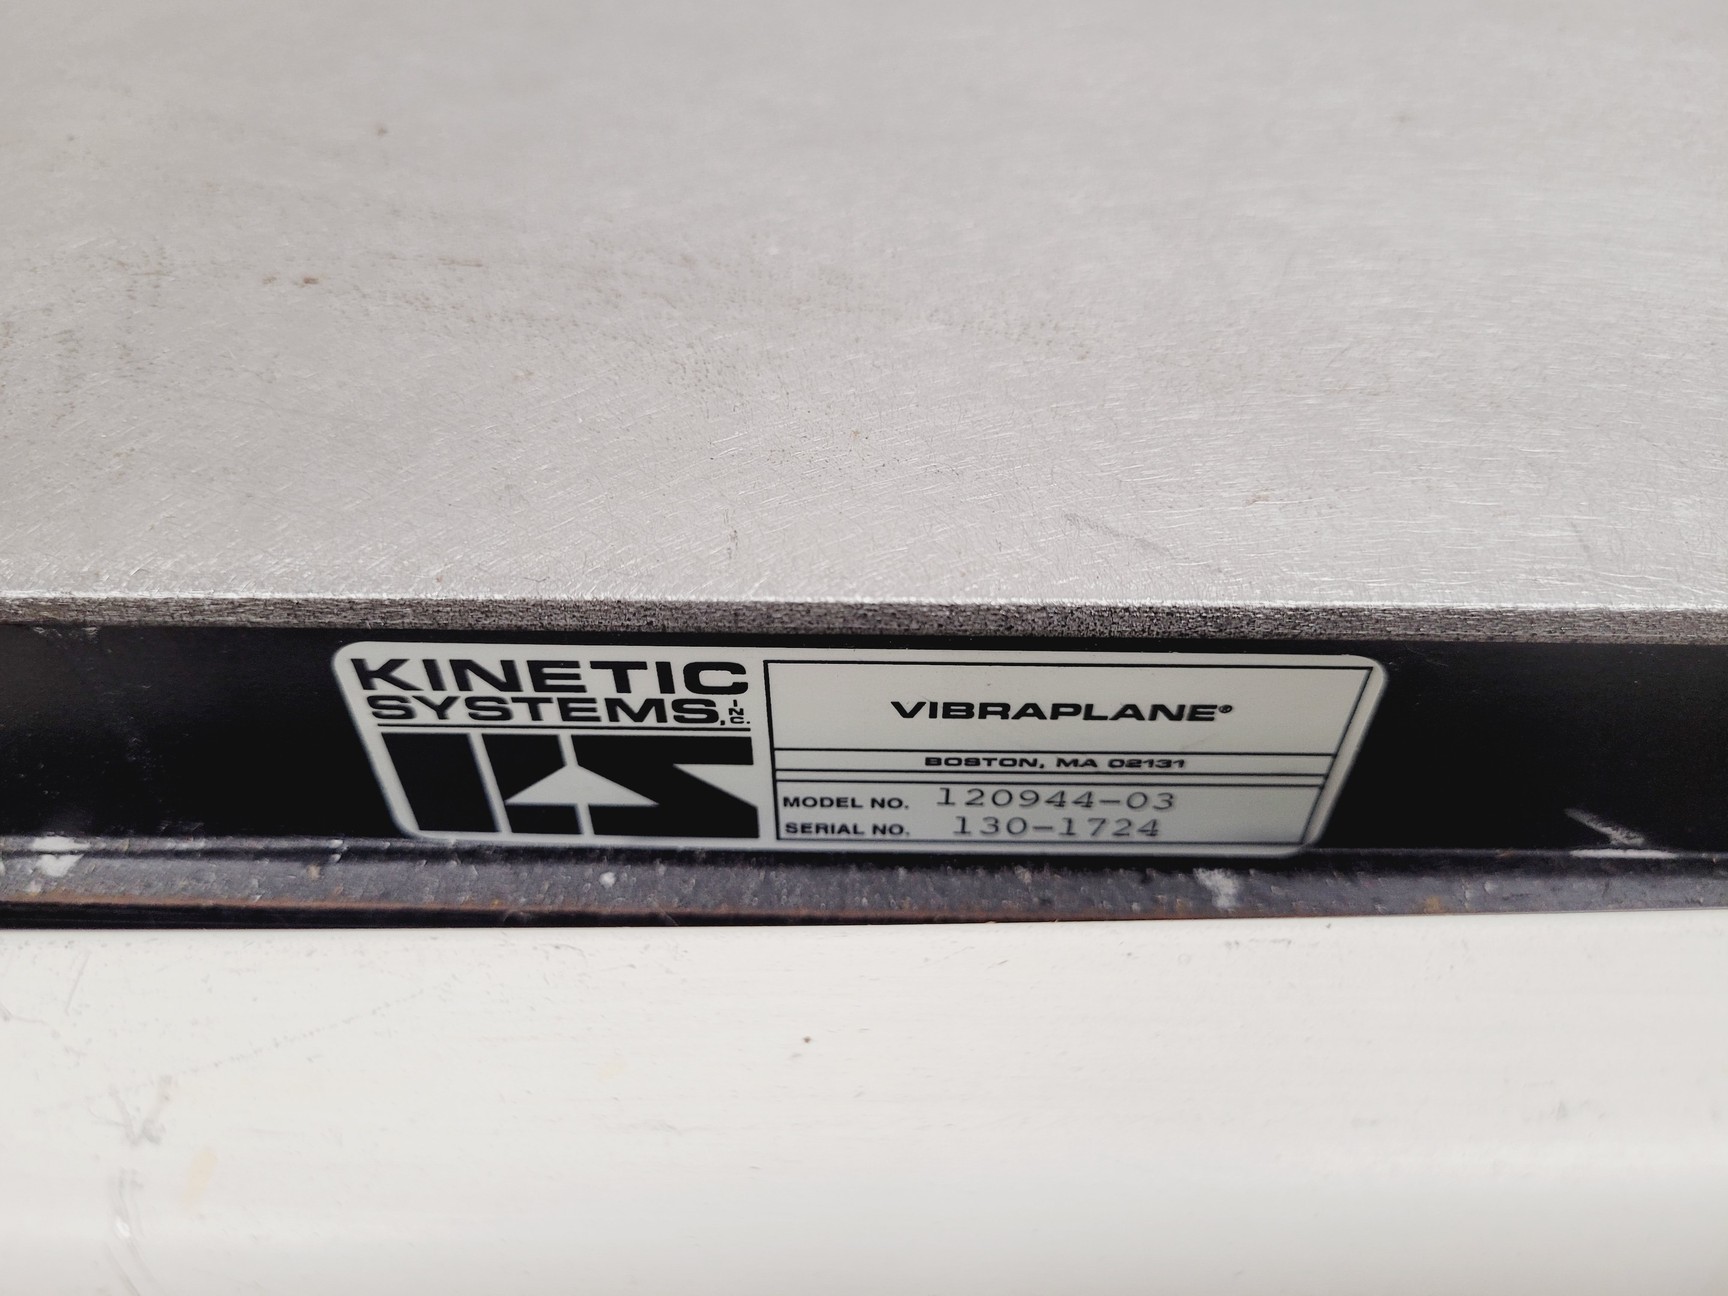 KINETIC
SYSTEMS, INC.
VIBRAPLANE®
BOSTON, MA 02131
MODEL NO. 120944-03
SERIAL NO. 130-1724